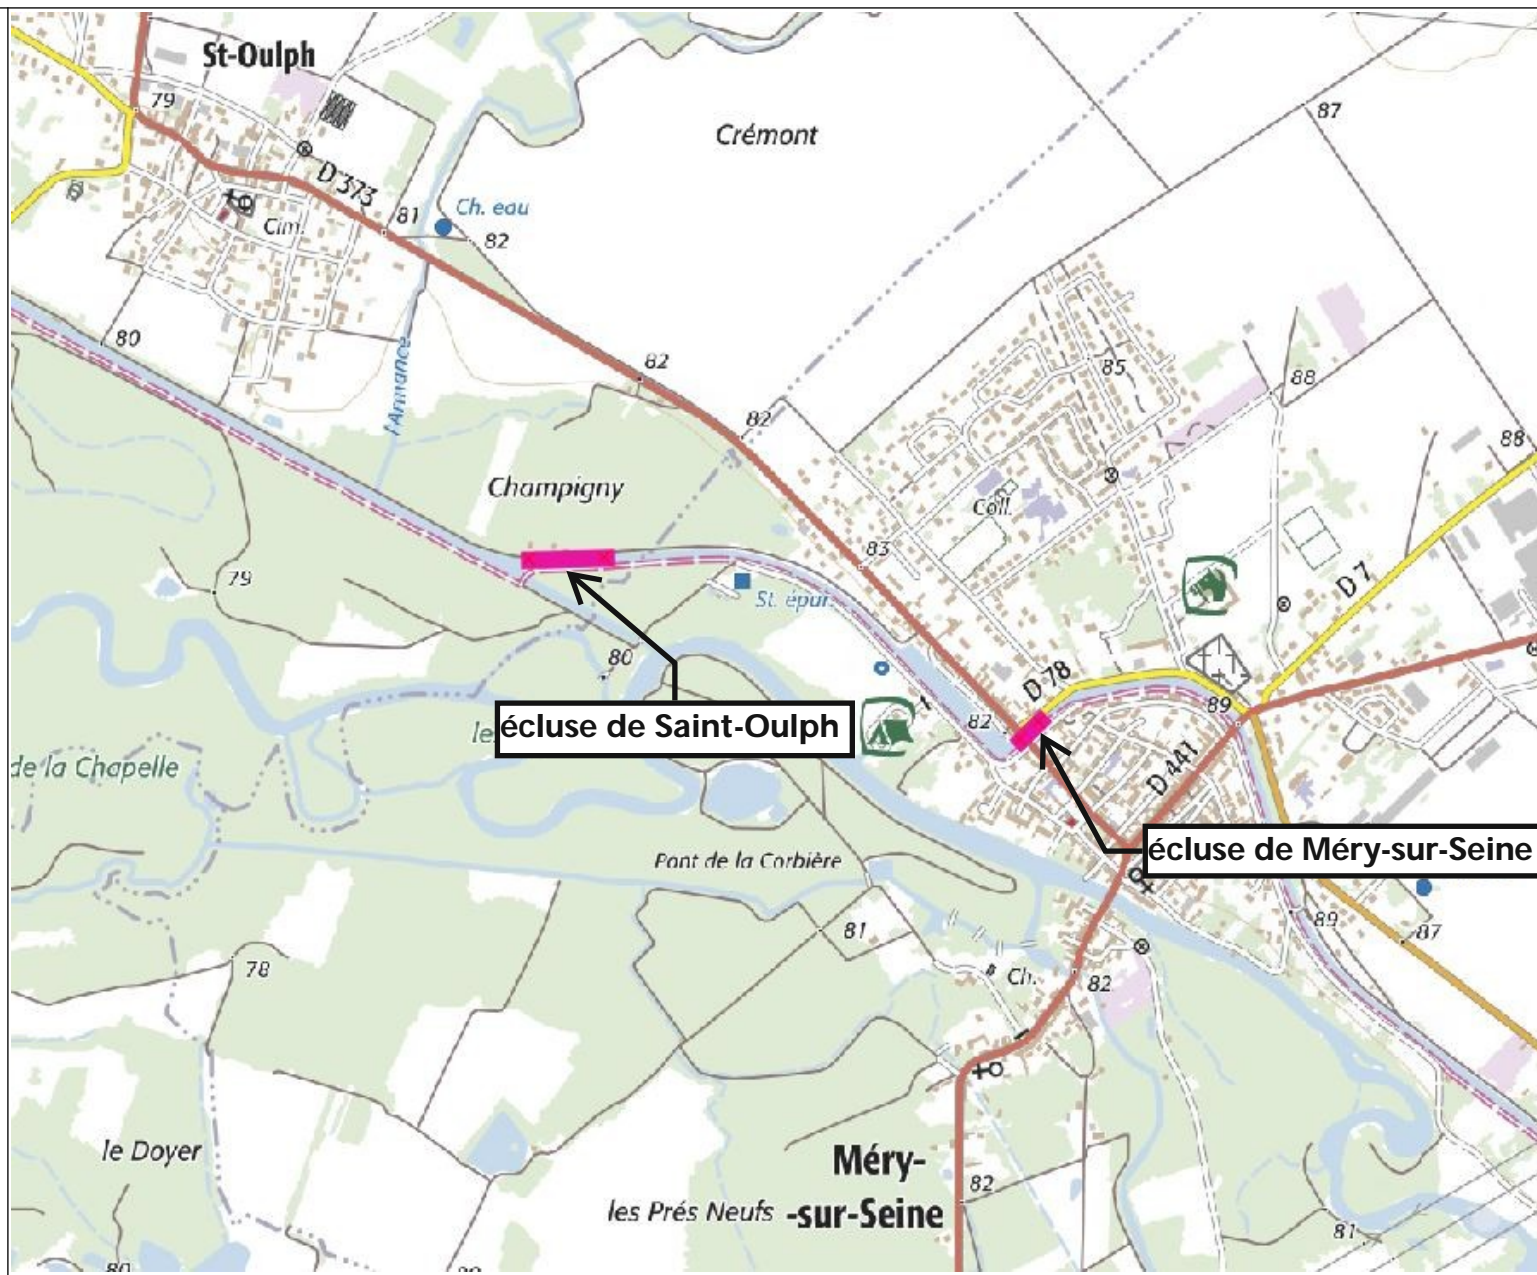 St-Oulph
79
Crémont
87
D 373
Cim.
81
Ch. eau
82
80
l'Armance
82
82
85
88
88
Champigny
Coll.
83
79
St. épur.
D 7
80
D 78
82
89
écluse de Saint-Oulph
de la Chapelle
D 441
écluse de Méry-sur-Seine
Pont de la Corbière
81
89
87
78
Ch.
82
le Doyer
Méry-
-sur-Seine
les Prés Neufs
82
81
80